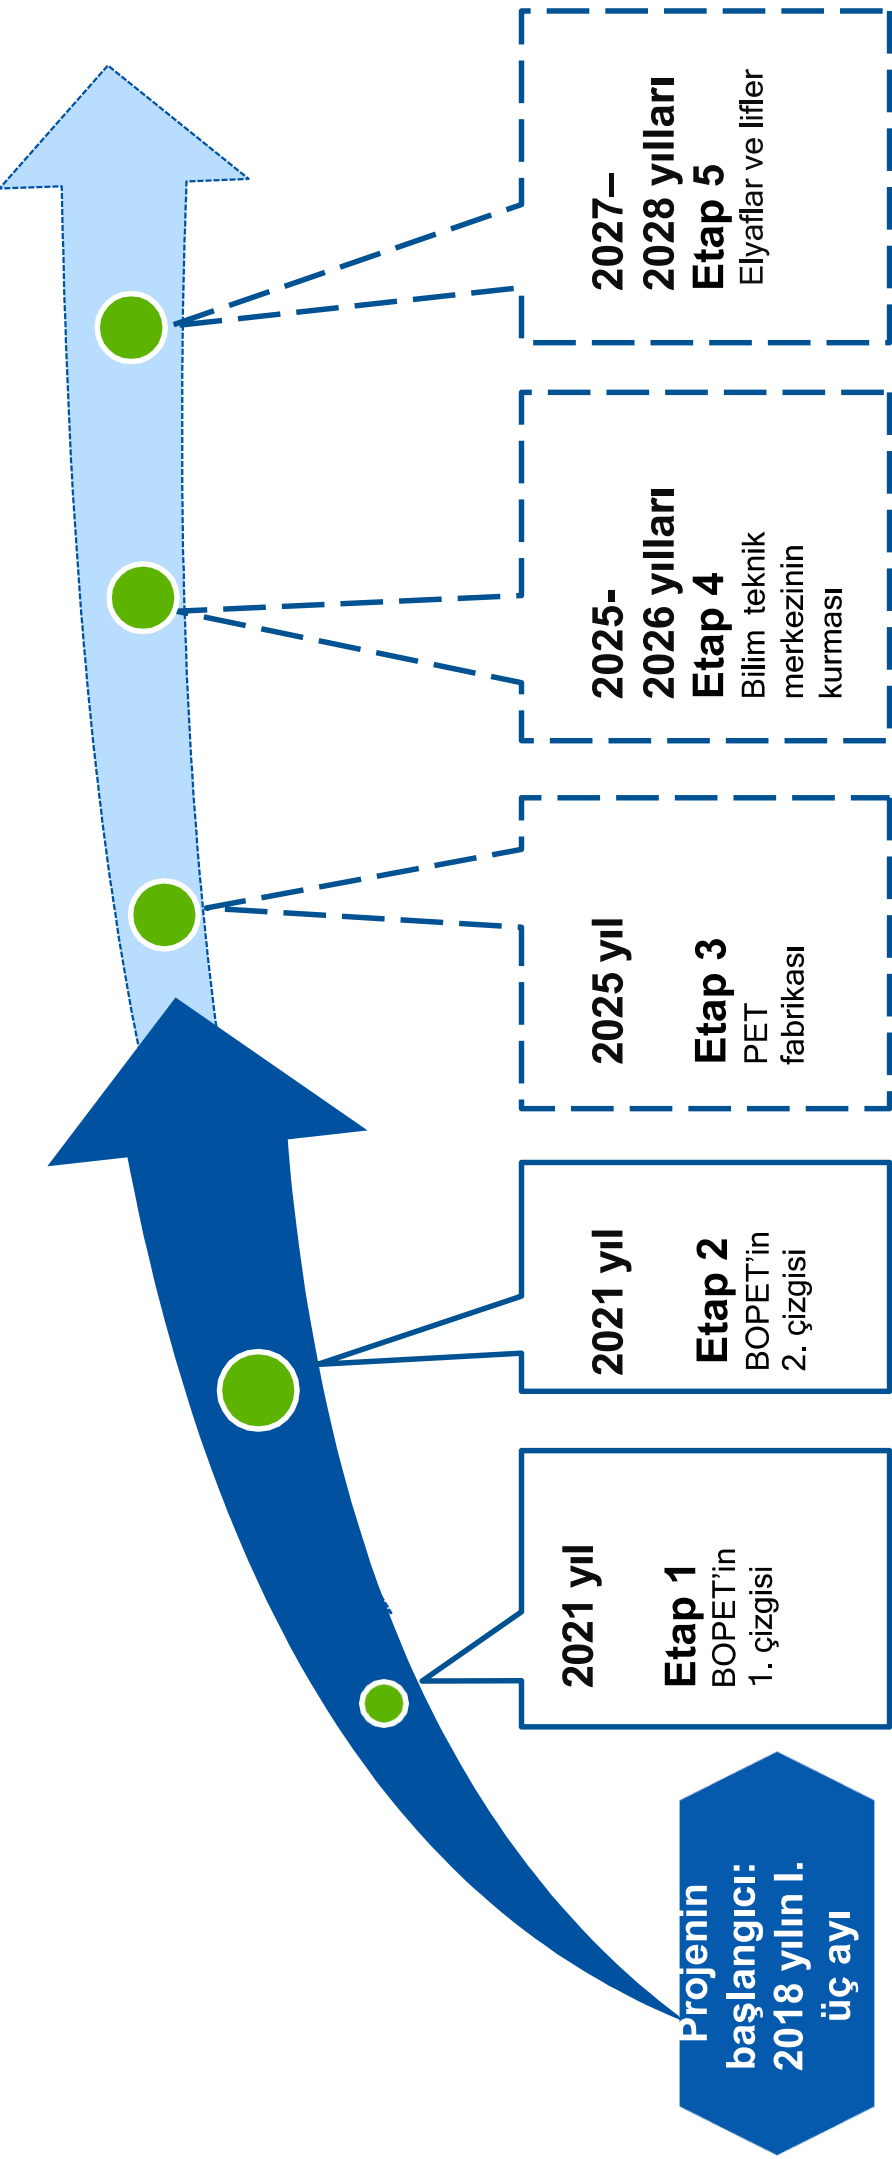 Projenin
başlangıcı:
2018 yılın I.
üç ayı
2021 yıl
Etap 1
BOPET’in
1. çizgisi
2021 yıl
Etap 2
BOPET’in
2. çizgisi
2025 yıl
Etap 3
PET
fabrikası
2025-
2026 yılları
Etap 4
Bilim teknik
merkezinin
kurması
2027–
2028 yılları
Etap 5
Elyaflar ve lifler